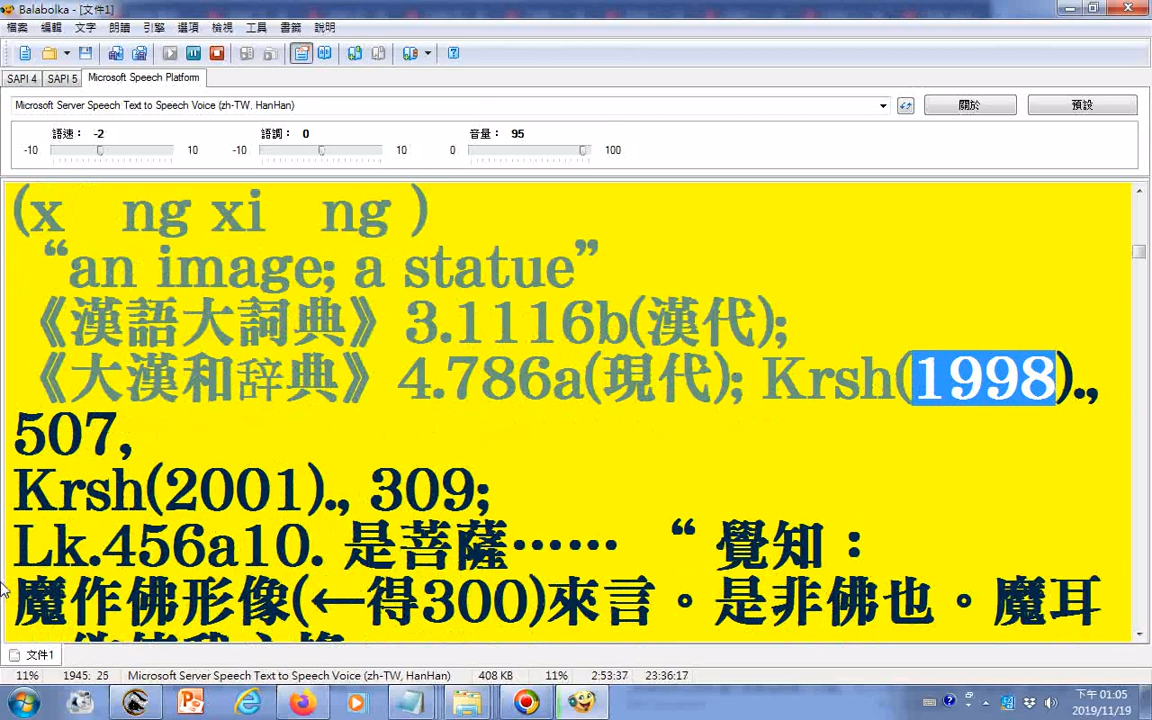 Balabolka - [文件1]
檔案 編輯 文字 朗讀 引擎 選項 檢視 工具 書籤 說明
SAPI 4 SAPI 5 Microsoft Speech Platform
Microsoft Server Speech Text to Speech Voice (zh-TW, HanHan) 關於 預設
語速： -2 語調： 0 音量： 95
-10 10 -10 10 0 100
(x ng xi ng )
“an image; a statue”
《漢語大詞典》 3.1116b(漢代);
《大漢和辞典》 4.786a(現代); Krsh(1998).,
507,
Krsh(2001)., 309;
Lk.456a10. 是菩薩…… “ 覺知：
魔作佛形像(←得300)來言。是非佛也。魔耳
文件1
11% 1945: 25 Microsoft Server Speech Text to Speech Voice (zh-TW, HanHan) 408 KB 11% 2:53:37 23:36:17
下午 01:05
2019/11/19